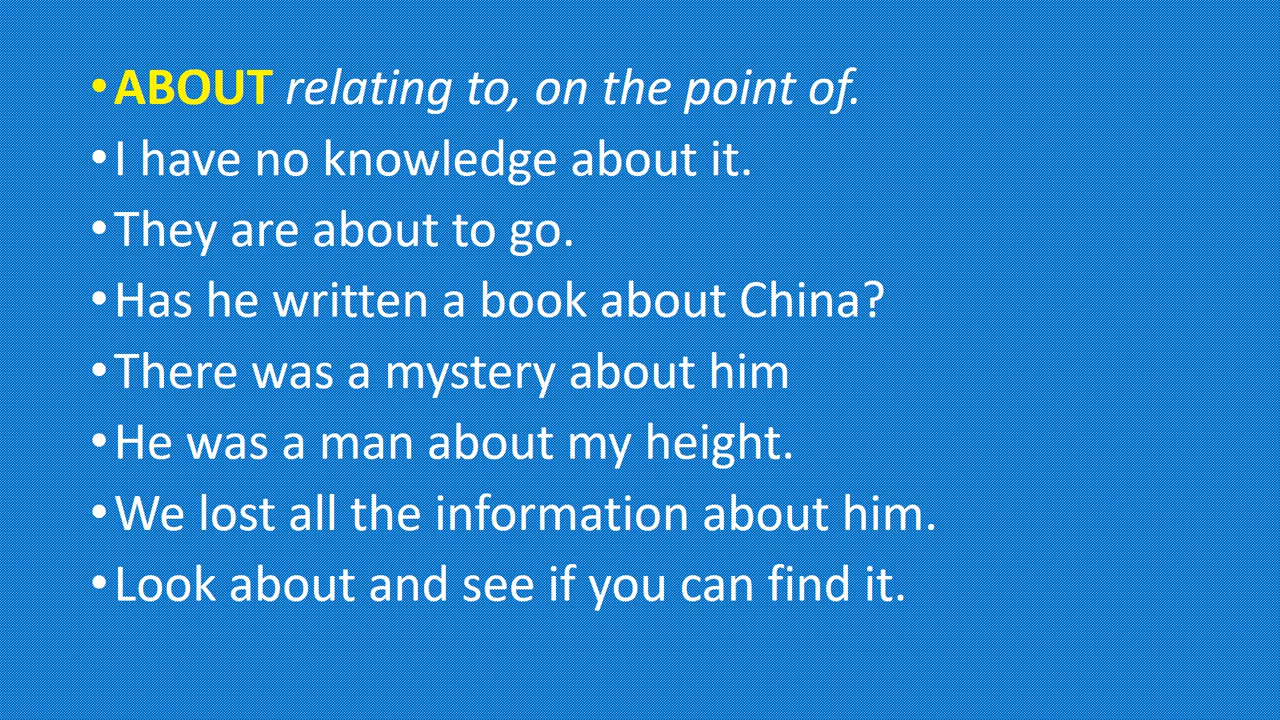 •ABOUT relating to, on the point of.
•I have no knowledge about it.
•They are about to go.
•Has he written a book about China?
•There was a mystery about him
•He was a man about my height.
•We lost all the information about him.
•Look about and see if you can find it.